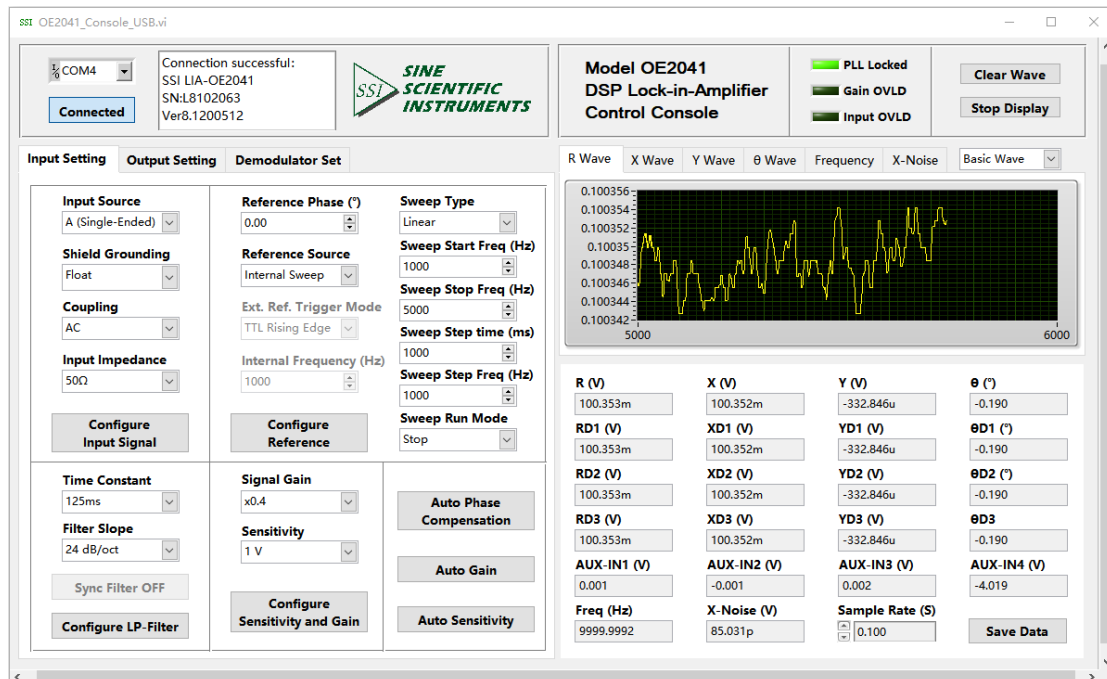 SSI OE2041_Console_USB.vi
COM4
Connected
Connection successful:
SSI LIA-OE2041
SN:L8102063
Ver8.1200512
SSI
SINE
SCIENTIFIC
INSTRUMENTS
Model OE2041
DSP Lock-in-Amplifier
Control Console
PLL Locked
Gain OVLD
Input OVLD
Clear Wave
Stop Display
Input Setting
Output Setting
Demodulator Set
Input Source
A (Single-Ended)
Shield Grounding
Float
Coupling
AC
Input Impedance
50Ω
Configure
Input Signal
Reference Phase (°)
0.00
Reference Source
Internal Sweep
Ext. Ref. Trigger Mode
TTL Rising Edge
Internal Frequency (Hz)
1000
Configure
Reference
Sweep Type
Linear
Sweep Start Freq (Hz)
1000
Sweep Stop Freq (Hz)
5000
Sweep Step time (ms)
1000
Sweep Step Freq (Hz)
1000
Sweep Run Mode
Stop
Time Constant
125ms
Filter Slope
24 dB/oct
Sync Filter OFF
Configure LP-Filter
Signal Gain
x0.4
Sensitivity
1 V
Configure
Sensitivity and Gain
Auto Phase
Compensation
Auto Gain
Auto Sensitivity
R Wave
X Wave
Y Wave
θ Wave
Frequency
X-Noise
Basic Wave
0.100356
0.100354
0.100352
0.10035
0.100348
0.100346
0.100344
0.100342
5000
6000
R (V) X (V) Y (V) θ (°)
100.353m 100.352m -332.846u -0.190
RD1 (V) XD1 (V) YD1 (V) θD1 (°)
100.353m 100.352m -332.846u -0.190
RD2 (V) XD2 (V) YD2 (V) θD2 (°)
100.353m 100.352m -332.846u -0.190
RD3 (V) XD3 (V) YD3 (V) θD3
100.353m 100.352m -332.846u -0.190
AUX-IN1 (V) AUX-IN2 (V) AUX-IN3 (V) AUX-IN4 (V)
0.001 -0.001 0.002 -4.019
Freq (Hz) X-Noise (V) Sample Rate (S)
9999.9992 85.031p 0.100 Save Data